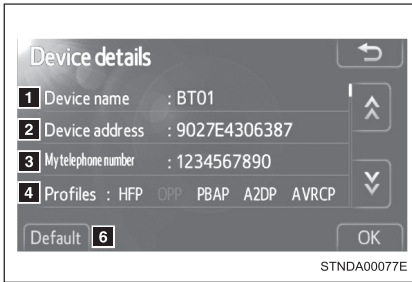 Device details
1 Device name : BT01
2 Device address : 9027E4306387
3 My telephone number : 1234567890
4 Profiles : HFP OPP PBAP A2DP AVRCP
Default 6 OK
STNDA00077E